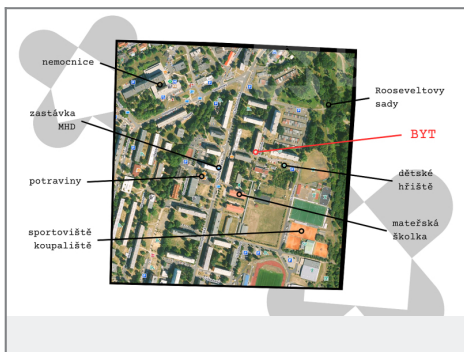 nemocnice
zastávka
MHD
potraviny
sportoviště
koupaliště
Rooseveltovy
sady
BYT
dětské
hřiště
mateřská
školka